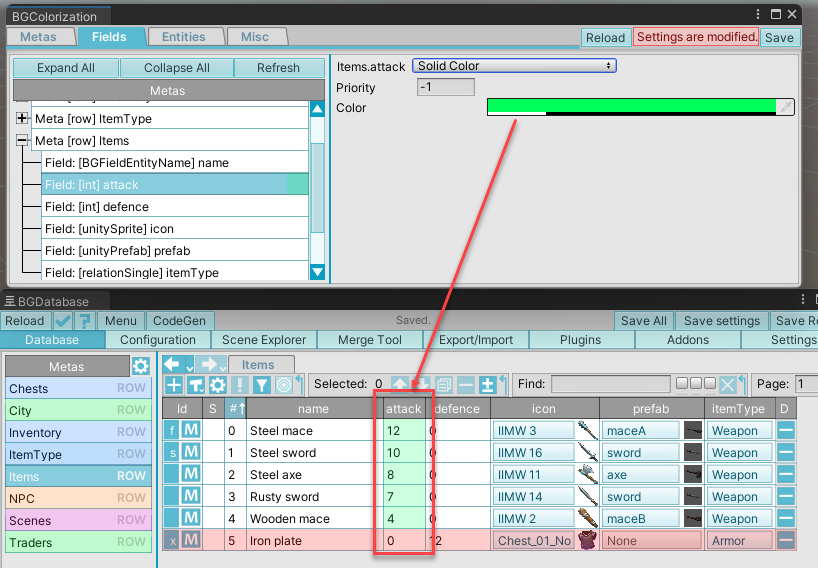 BGColorization
Metas Fields Entities Misc Reload Settings are modified. Save
Expand All Collapse All Refresh
Metas
Meta [row] ItemType
Meta [row] Items
Field: [BGFieldEntityName] name
Field: [int] attack
Field: [int] defence
Field: [unitySprite] icon
Field: [unityPrefab] prefab
Field: [relationSingle] itemType
Items.attack Solid Color
Priority -1
Color
BGDatabase
Reload Menu CodeGen Saved. Save All Save settings Save Re
Database Configuration Scene Explorer Merge Tool Export/Import Plugins Addons Settings
Metas
Chests ROW
City ROW
Inventory ROW
ItemType ROW
Items ROW
NPC ROW
Scenes ROW
Traders ROW
Items
Selected: 0 Find: Page: 1
Id S # name attack defence icon prefab itemType D
f M 0 Steel mace 12 0 IIMW 3 maceA Weapon
s M 1 Steel sword 10 0 IIMW 16 sword Weapon
M 2 Steel axe 8 0 IIMW 11 axe Weapon
M 3 Rusty sword 7 0 IIMW 14 sword Weapon
M 4 Wooden mace 4 0 IIMW 2 maceB Weapon
x M 5 Iron plate 0 12 Chest_01_No None Armor